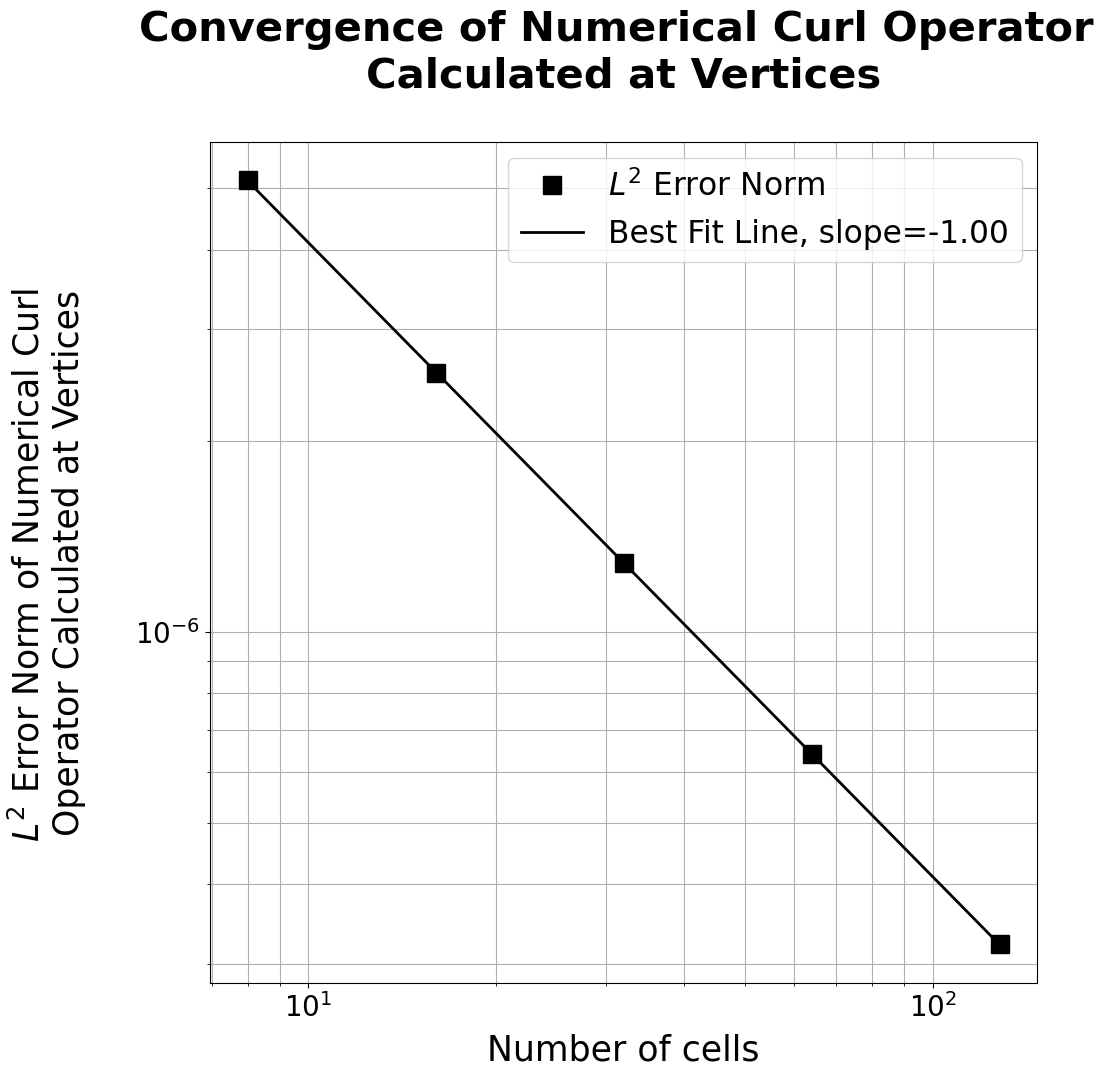 Convergence of Numerical Curl Operator
Calculated at Vertices
L² Error Norm
Best Fit Line, slope=-1.00
L² Error Norm of Numerical Curl
Operator Calculated at Vertices
10⁻⁶
10¹
10²
Number of cells